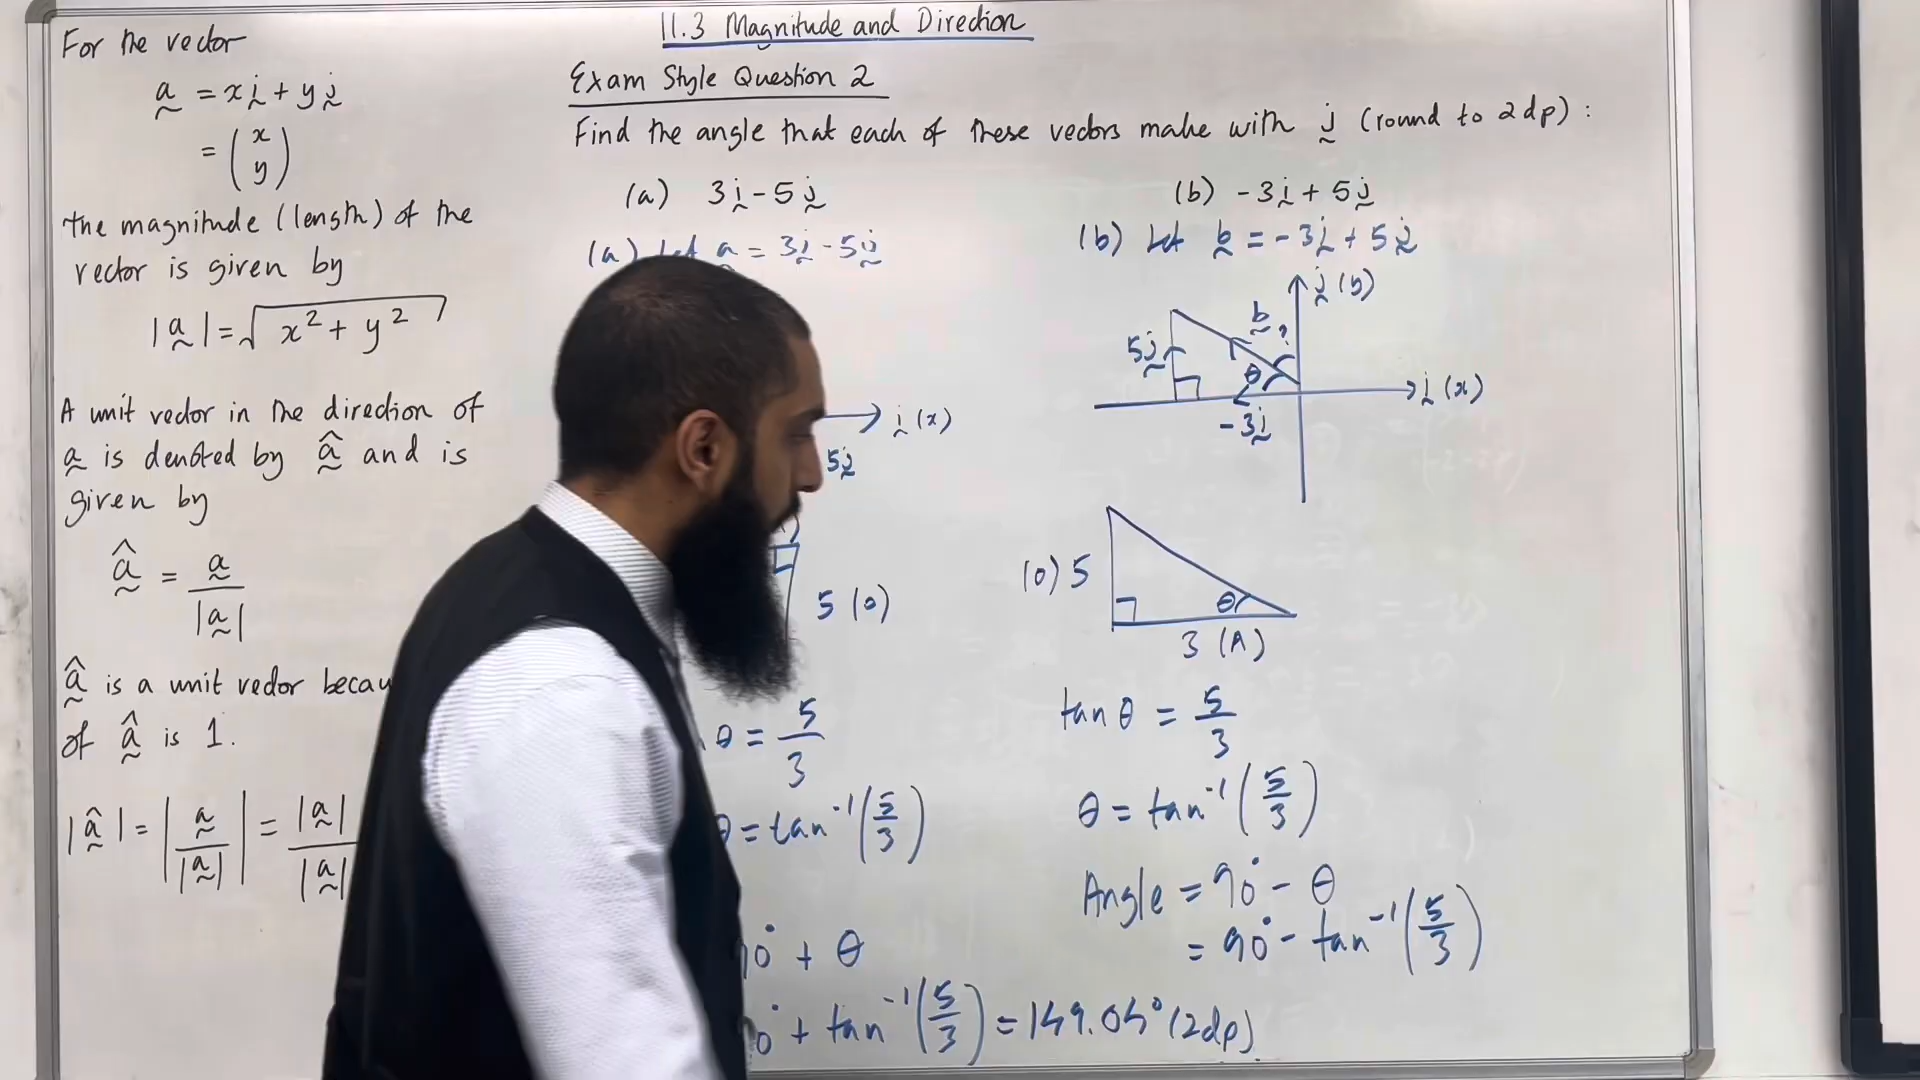 11.3 Magnitude and Direction
For the vector
a = xi + yj
= (x
y)
the magnitude (length) of the
vector is given by
|a| = √x² + y²
A unit vector in the direction of
a is denoted by â and is
given by
â = a
|a|
â is a unit vector becau
of â is 1.
|â| = |a/|a|| = |a|/|a|
Exam Style Question 2
Find the angle that each of these vectors make with j (round to 2dp):
(a) 3i - 5j
(a) Let a = 3i - 5j
i (x)
5j
5 (O)
θ = 5/3
θ = tan⁻¹(5/3)
90° + θ
0° + tan⁻¹(5/3) = 149.04° (2dp)
(b) -3i + 5j
(b) Let b = -3i + 5j
j (y)
b
?
5j
θ
i (x)
-3i
(O) 5
θ
3 (A)
tan θ = 5/3
θ = tan⁻¹(5/3)
Angle = 90° - θ
= 90° - tan⁻¹(5/3)